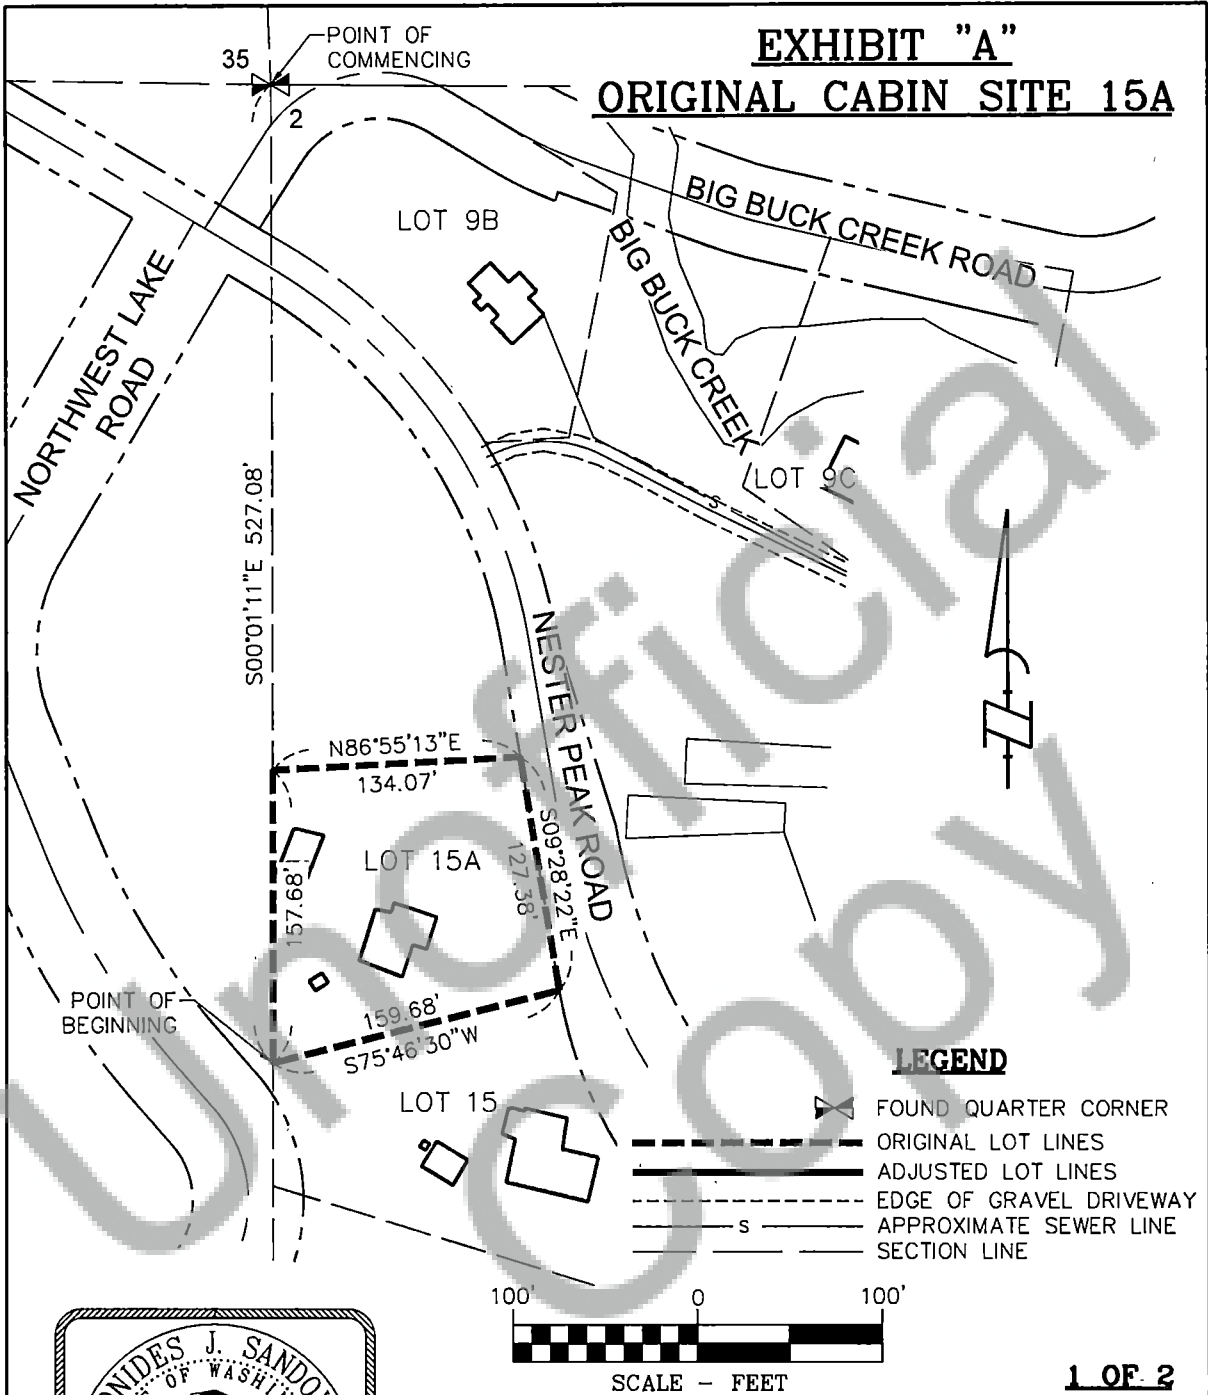 EXHIBIT "A"
ORIGINAL CABIN SITE 15A
POINT OF
COMMENCING
35
2
LOT 9B
BIG BUCK CREEK ROAD
BIG BUCK CREEK
NORTHWEST LAKE
ROAD
LOT 9C
S
S00°01'11"E 527.08'
NESTER PEAK ROAD
N86°55'13"E
134.07'
LOT 15A
157.68'
S09°28'22"E
127.38'
POINT OF
BEGINNING
159.68'
S75°46'30"W
LOT 15
LEGEND
FOUND QUARTER CORNER
ORIGINAL LOT LINES
ADJUSTED LOT LINES
EDGE OF GRAVEL DRIVEWAY
S APPROXIMATE SEWER LINE
SECTION LINE
100' 0 100'
SCALE - FEET
J.
OF
1 OF 2
Unofficial
Copy